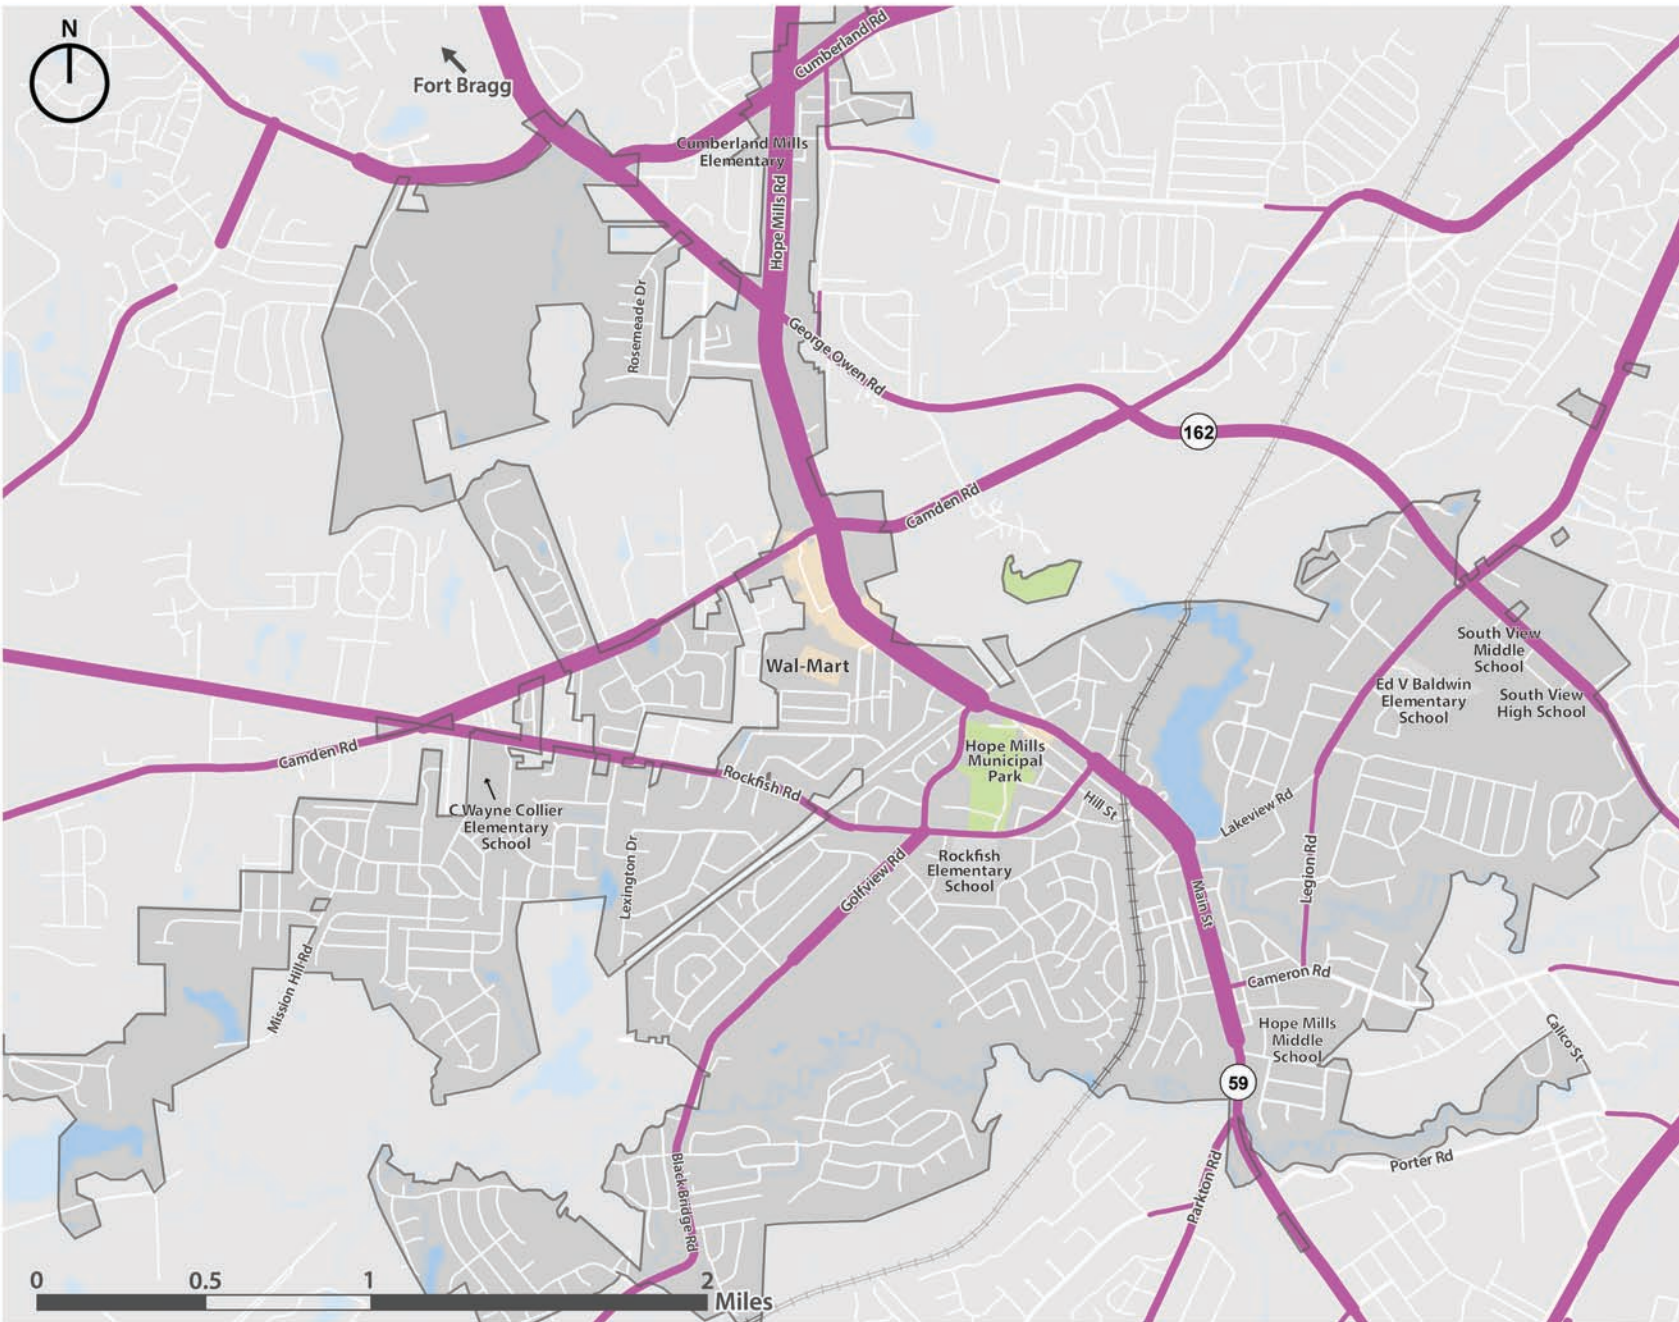 N
Fort Bragg
Cumberland Rd
Cumberland Mills
Elementary
Hope Mills Rd
Rosemeade Dr
George Owen Rd
162
Camden Rd
Wal-Mart
South View
Middle
School
Ed V Baldwin
Elementary
School
South View
High School
Camden Rd
Hope Mills
Municipal
Park
Rockfish Rd
Hill St
Lakeview Rd
C Wayne Collier
Elementary
School
Lexington Dr
Golfview Rd
Rockfish
Elementary
School
Legion Rd
Main St
Mission Hill Rd
Cameron Rd
Hope Mills
Middle
School
Calico St
59
Porter Rd
Parkton Rd
Black Bridge Rd
0 0.5 1 2
Miles